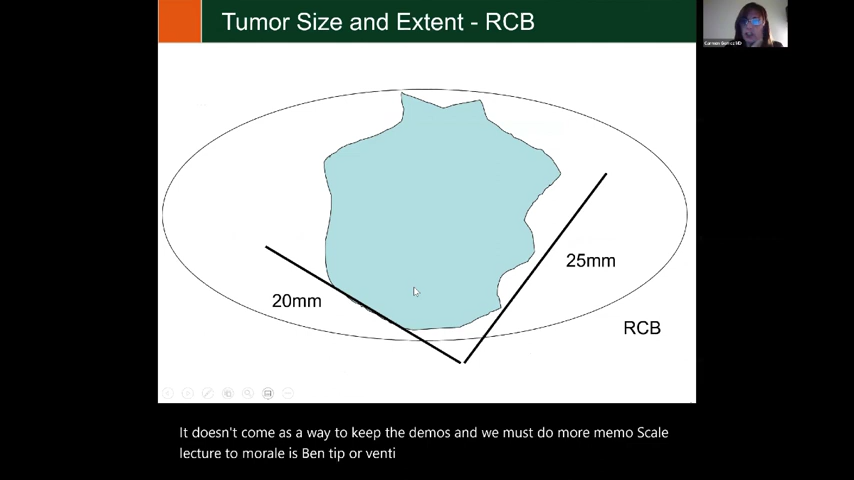 Tumor Size and Extent - RCB
25mm
20mm
RCB
It doesn't come as a way to keep the demos and we must do more memo Scale
lecture to morale is Ben tip or venti